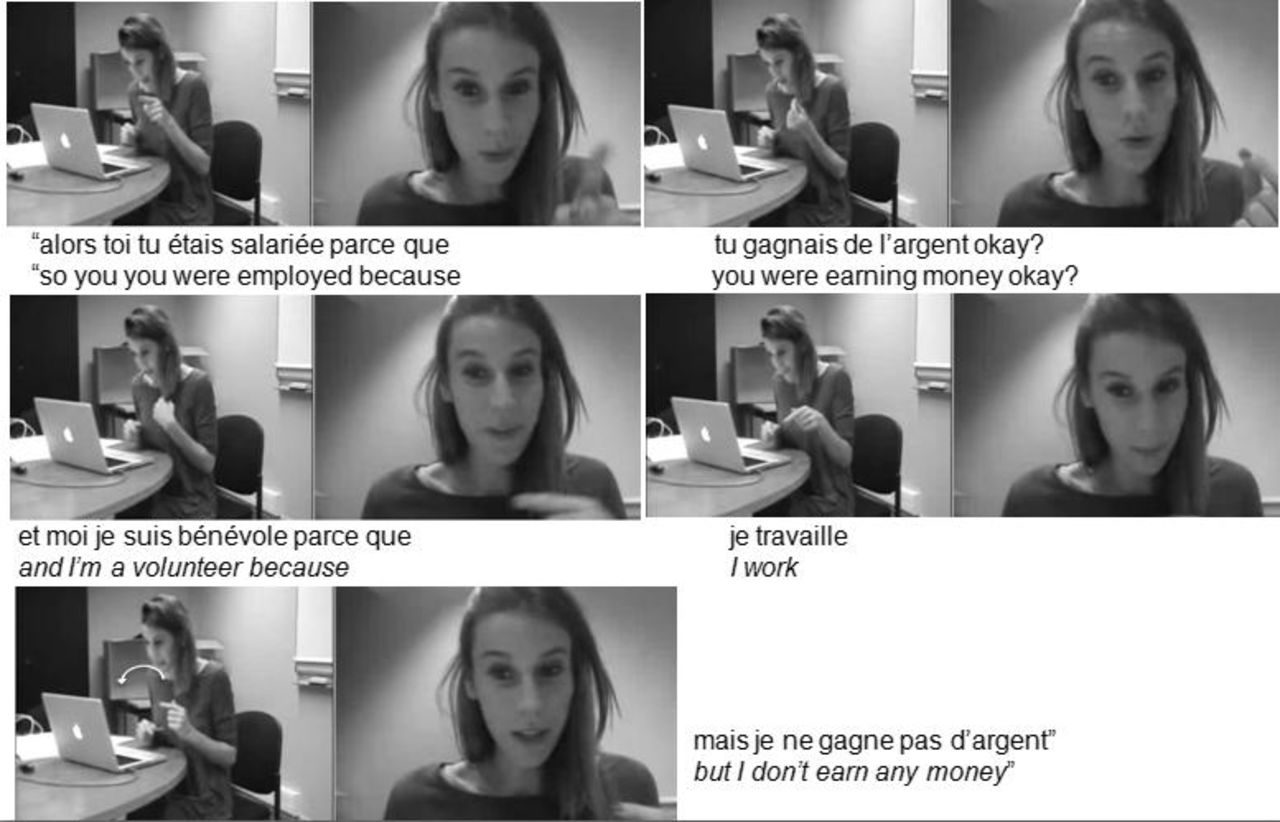 “alors toi tu étais salariée parce que
“so you you were employed because
tu gagnais de l’argent okay?
you were earning money okay?
et moi je suis bénévole parce que
and I’m a volunteer because
je travaille
I work
mais je ne gagne pas d’argent”
but I don’t earn any money”